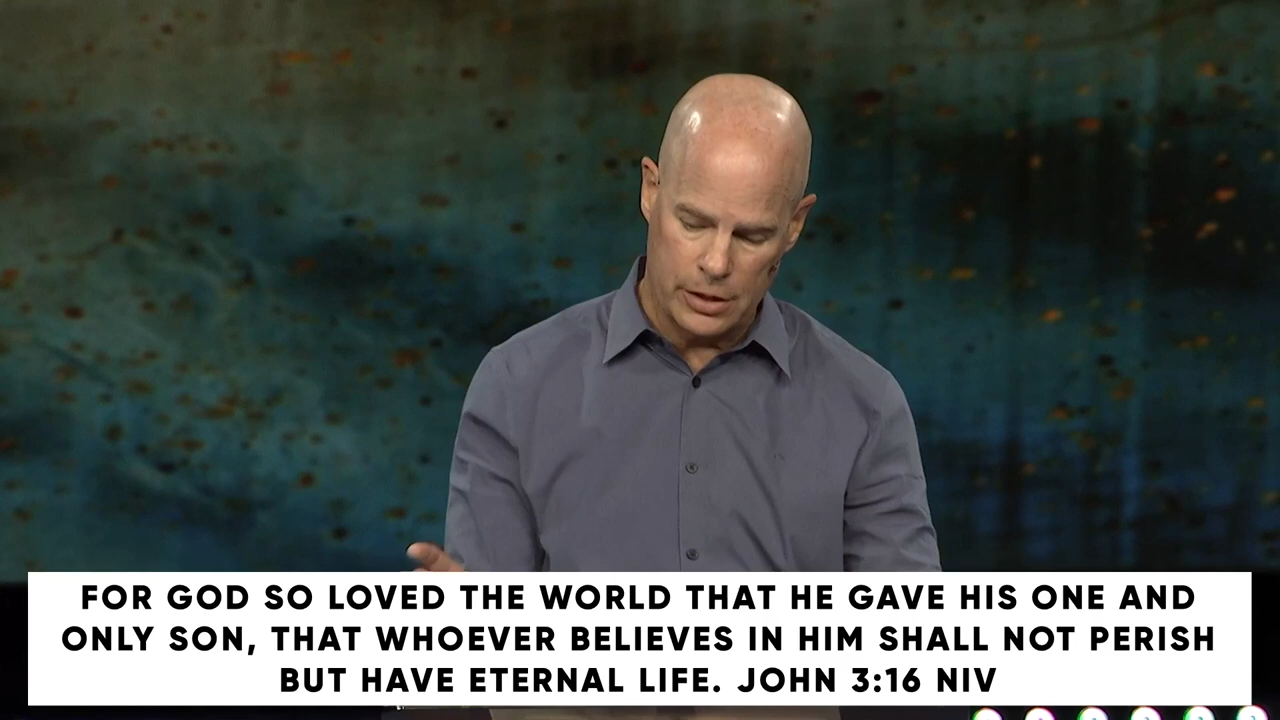 FOR GOD SO LOVED THE WORLD THAT HE GAVE HIS ONE AND
ONLY SON, THAT WHOEVER BELIEVES IN HIM SHALL NOT PERISH
BUT HAVE ETERNAL LIFE. JOHN 3:16 NIV